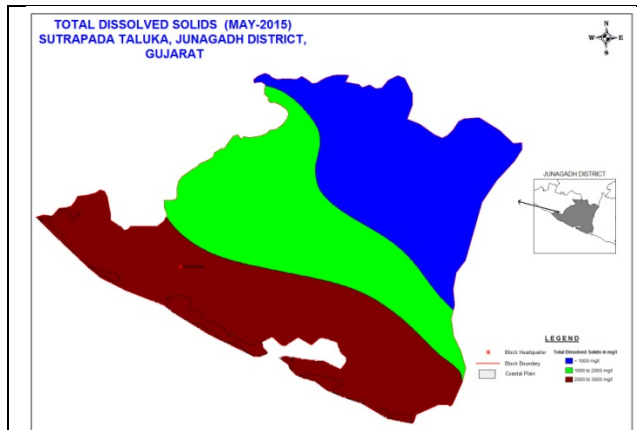 TOTAL DISSOLVED SOLIDS (MAY-2015)
SUTRAPADA TALUKA, JUNAGADH DISTRICT,
GUJARAT
N
W E
S
JUNAGADH DISTRICT
LEGEND
Block Headquarter
Block Boundary
Coastal Plain
Total Dissolved Solids in mg/l
< 1000 mg/l
1000 to 2000 mg/l
2000 to 3000 mg/l